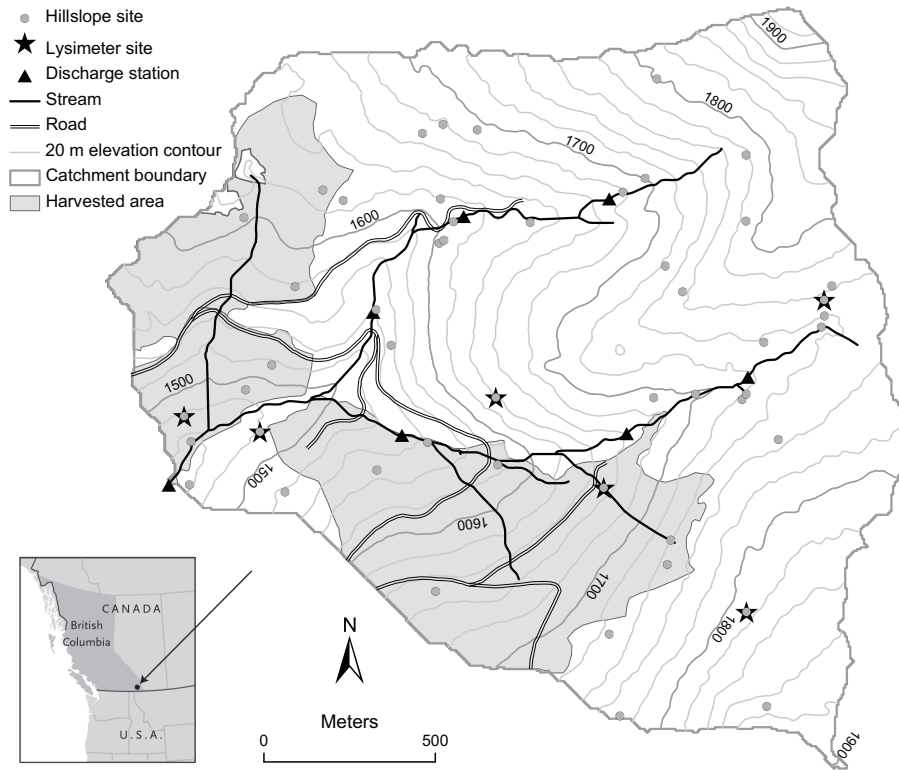 Hillslope site
Lysimeter site
Discharge station
Stream
Road
20 m elevation contour
Catchment boundary
Harvested area
1900
1800
1700
1600
1500
1500
1600
1700
1800
1900
CANADA
British
Columbia
U.S.A.
N
Meters
0 500